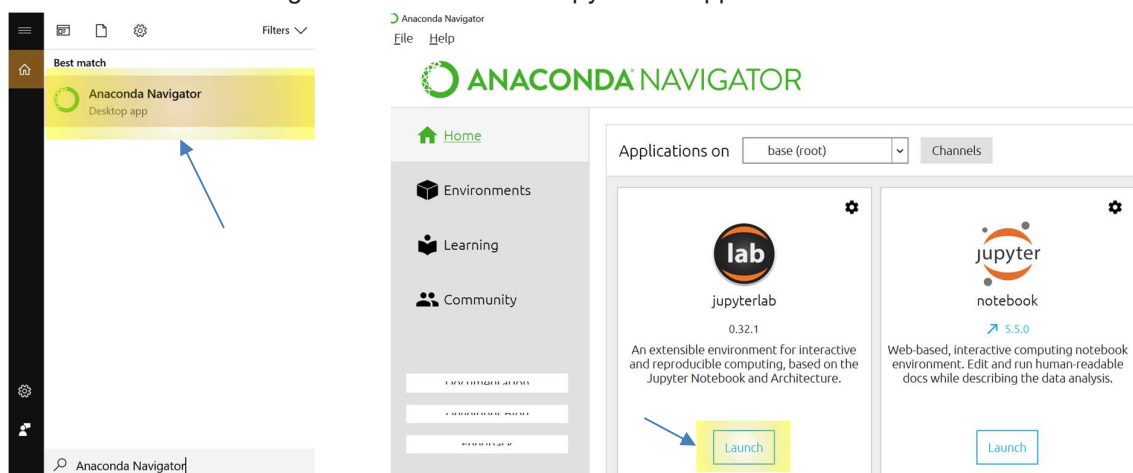 Filters
Best match
Anaconda Navigator
Desktop app
Anaconda Navigator
Anaconda Navigator
File Help
ANACONDA NAVIGATOR
Home
Environments
Learning
Community
Applications on base (root) Channels
lab
jupyterlab
0.32.1
An extensible environment for interactive
and reproducible computing, based on the
Jupyter Notebook and Architecture.
Launch
jupyter
notebook
5.5.0
Web-based, interactive computing notebook
environment. Edit and run human-readable
docs while describing the data analysis.
Launch